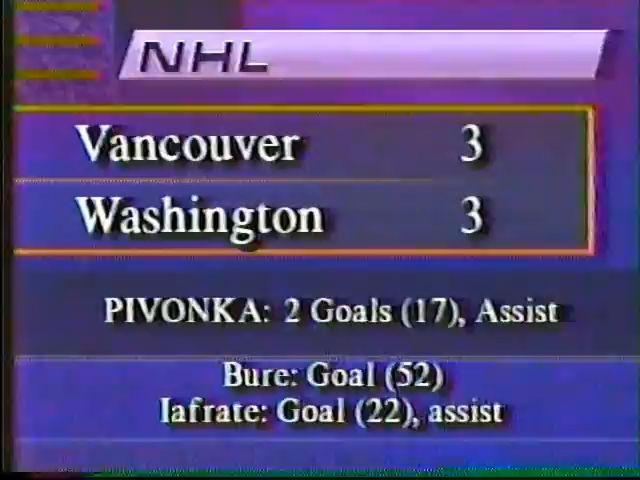 NHL
Vancouver 3
Washington 3
PIVONKA: 2 Goals (17), Assist
Bure: Goal (52)
Iafrate: Goal (22), assist